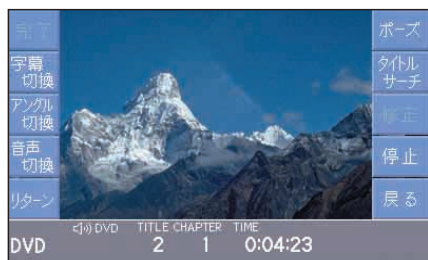 完了
ポーズ
字幕
切換
タイトル
サーチ
アングル
切換
修正
音声
切換
停止
リターン
戻る
DVD
TITLE CHAPTER TIME
DVD 2 1 0:04:23